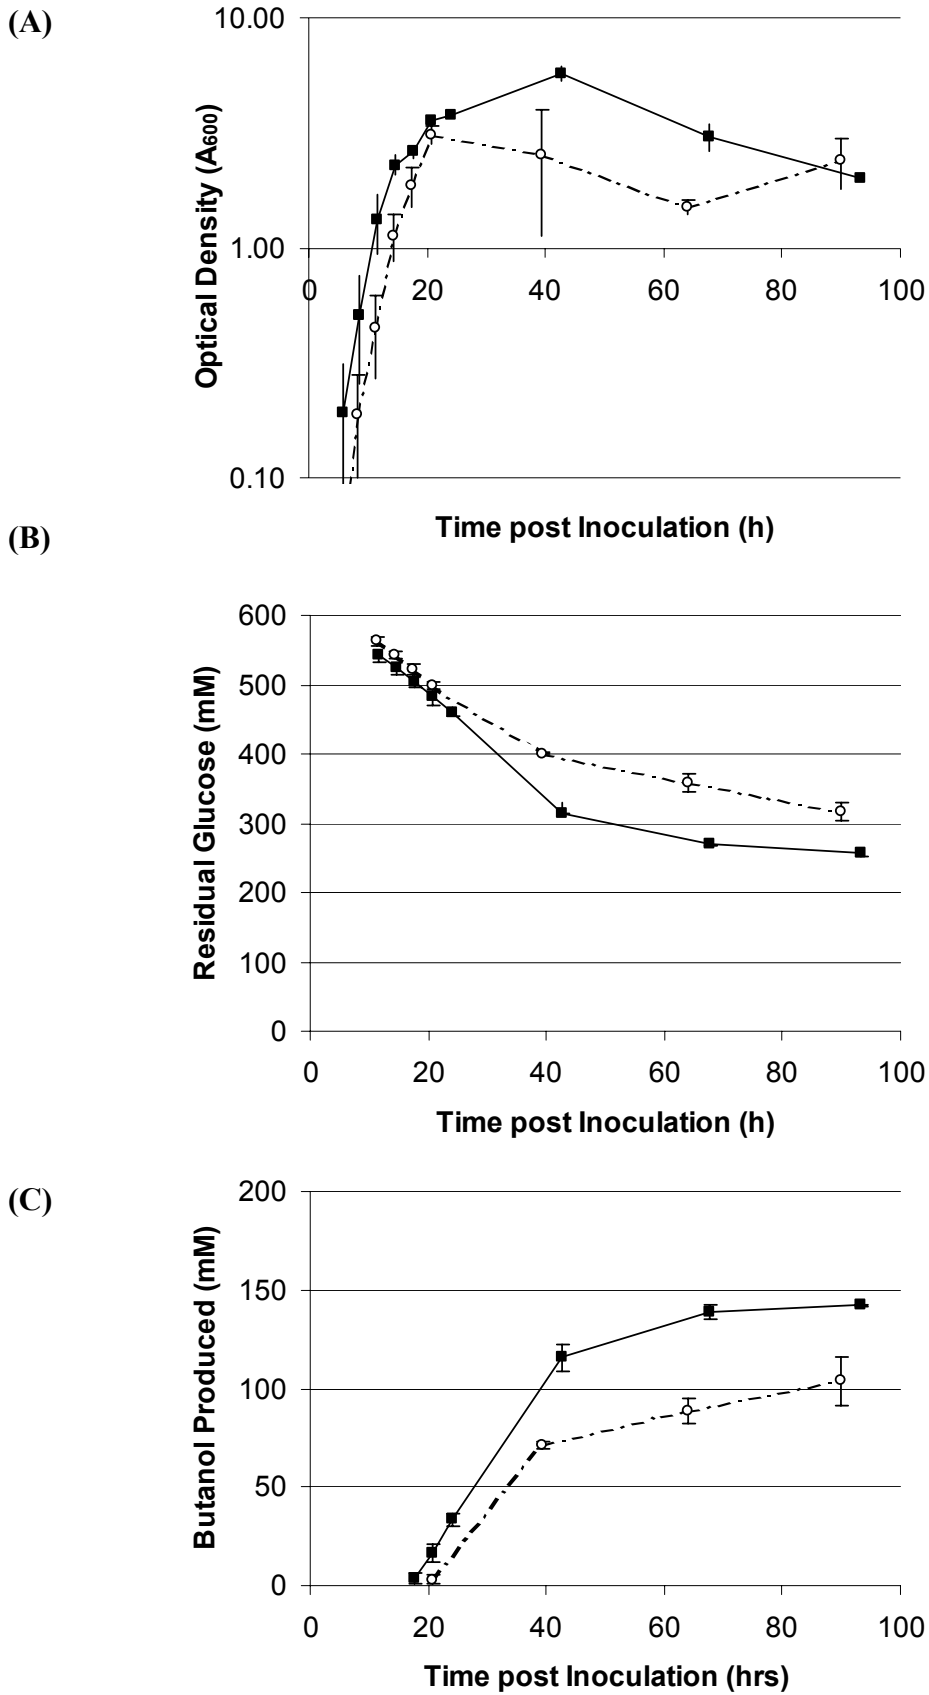 (A)
10.00
1.00
0.10
Optical Density (A600)
0 20 40 60 80 100
Time post Inoculation (h)
(B)
600
500
400
300
200
100
0
Residual Glucose (mM)
0 20 40 60 80 100
Time post Inoculation (h)
(C)
200
150
100
50
0
Butanol Produced (mM)
0 20 40 60 80 100
Time post Inoculation (hrs)